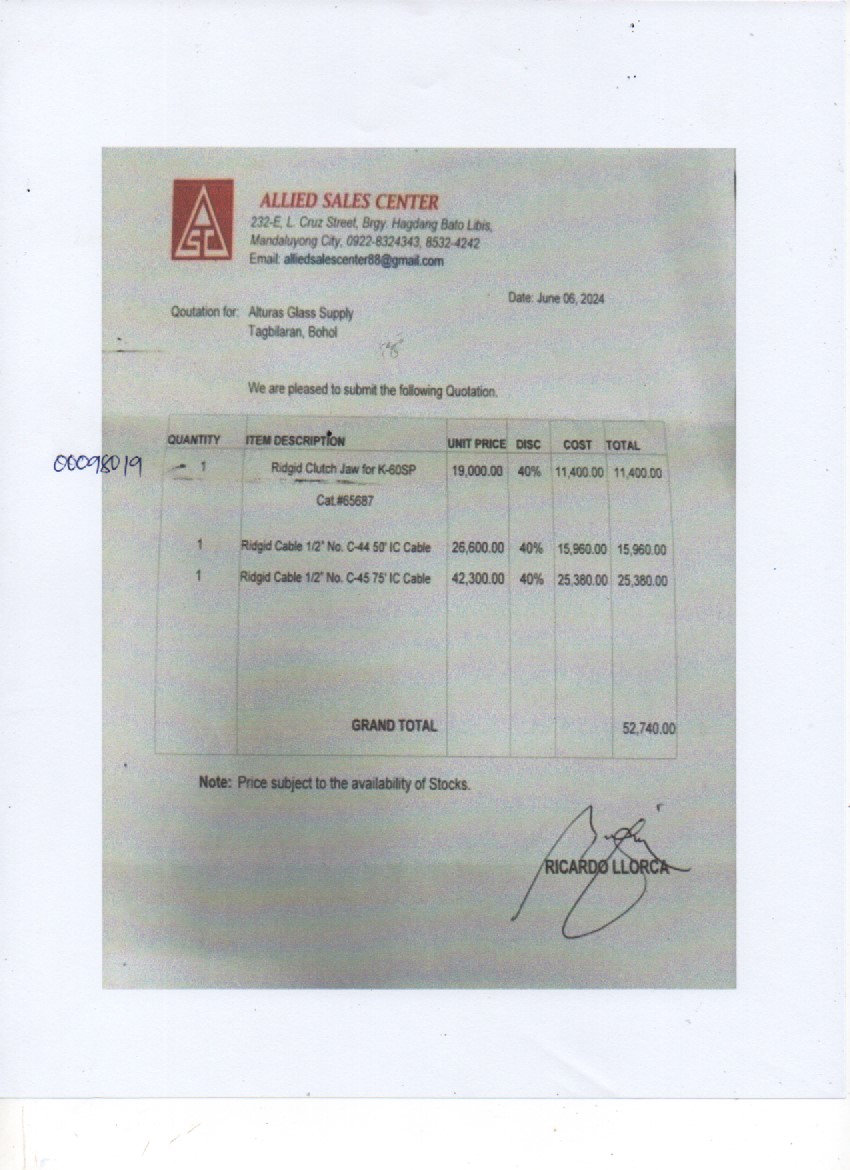 ASC
ALLIED SALES CENTER
232-E, L. Cruz Street, Brgy. Hagdang Bato Libis,
Mandaluyong City, 0922-8324343, 8532-4242
Email: alliedsalescenter88@gmail.com
Date: June 06, 2024
Qoutation for: Alturas Glass Supply
Tagbilaran, Bohol
We are pleased to submit the following Quotation.
QUANTITY ITEM DESCRIPTION UNIT PRICE DISC COST TOTAL
00098019 1 Ridgid Clutch Jaw for K-60SP 19,000.00 40% 11,400.00 11,400.00
Cat.#65687
1 Ridgid Cable 1/2" No. C-44 50' IC Cable 26,600.00 40% 15,960.00 15,960.00
1 Ridgid Cable 1/2" No. C-45 75' IC Cable 42,300.00 40% 25,380.00 25,380.00
GRAND TOTAL 52,740.00
Note: Price subject to the availability of Stocks.
RICARDO LLORCA